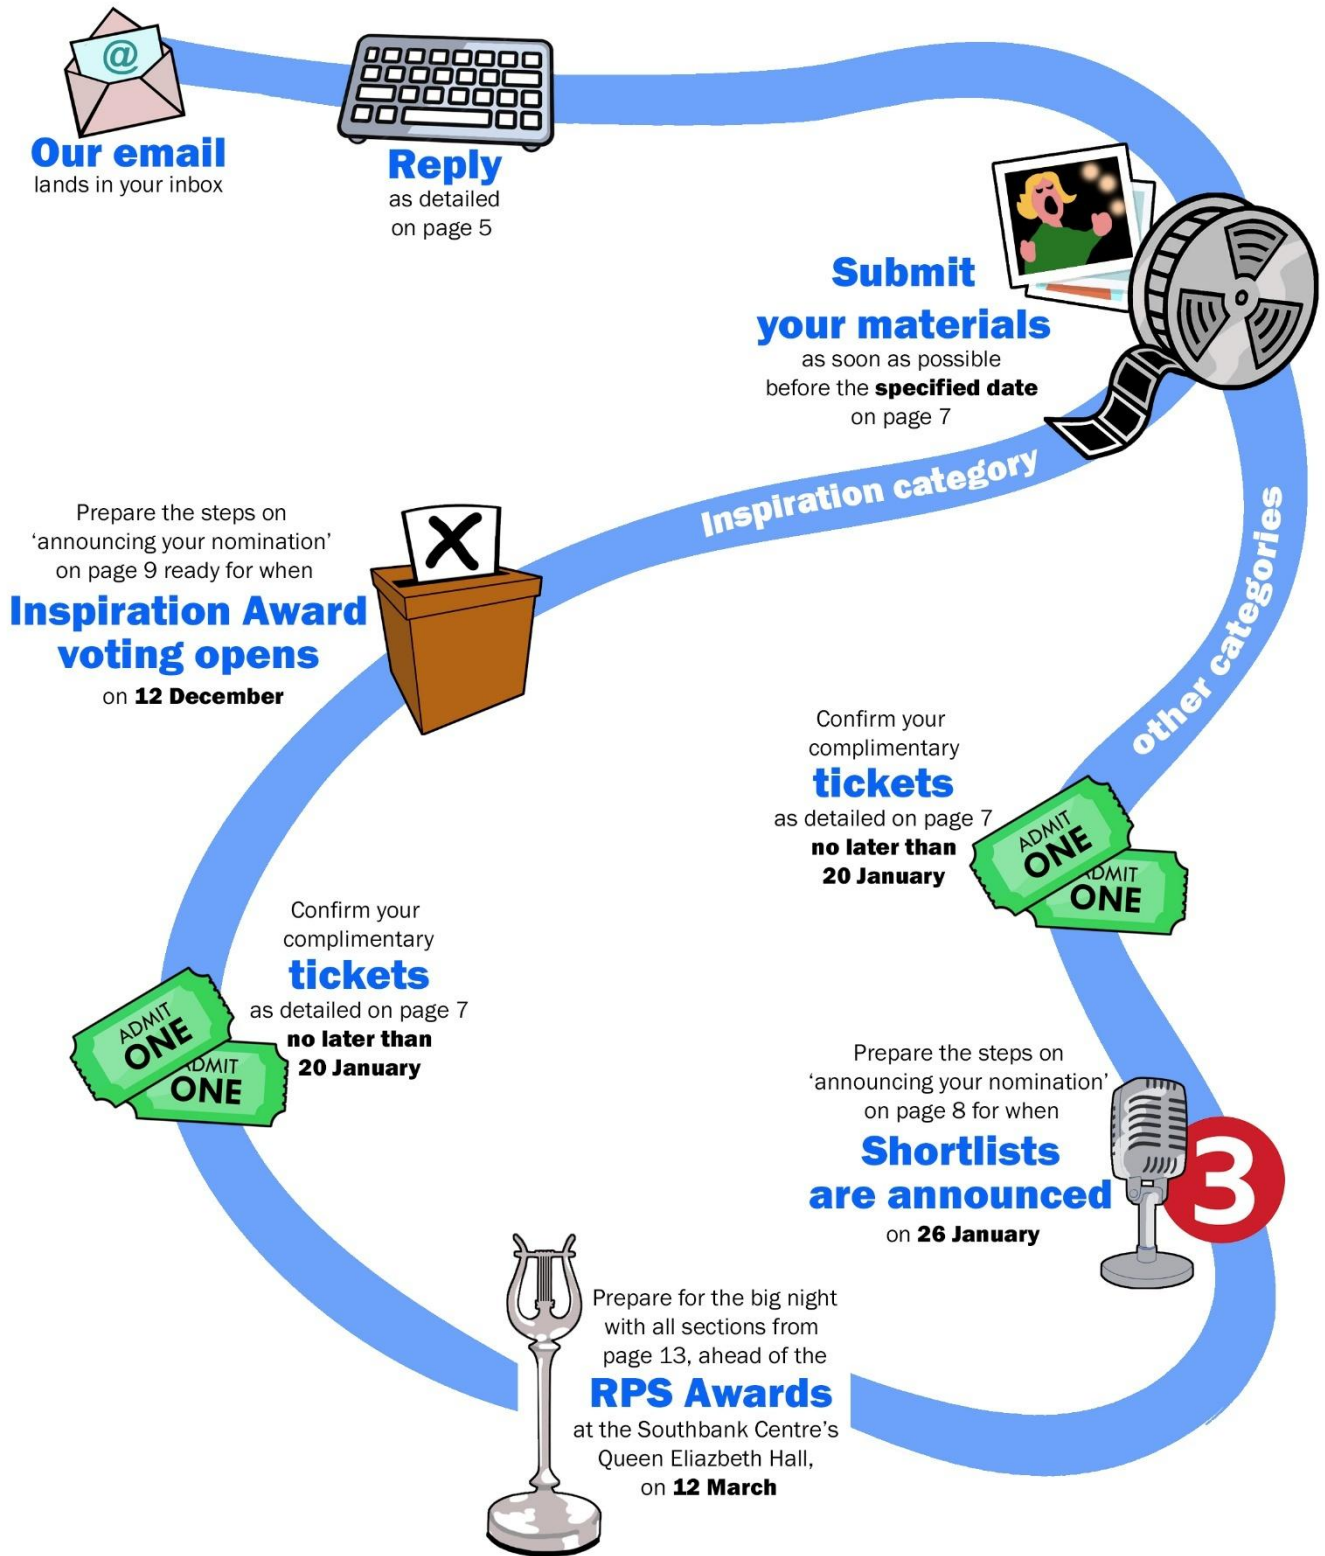 @
Our email
lands in your inbox
Reply
as detailed
on page 5
Submit
your materials
as soon as possible
before the specified date
on page 7
Inspiration category
other categories
Prepare the steps on
‘announcing your nomination’
on page 9 ready for when
Inspiration Award
voting opens
on 12 December
X
Confirm your
complimentary
tickets
as detailed on page 7
no later than
20 January
ADMIT
ONE
ADMIT
ONE
Confirm your
complimentary
tickets
as detailed on page 7
no later than
20 January
ADMIT
ONE
ADMIT
ONE
Prepare the steps on
‘announcing your nomination’
on page 8 for when
Shortlists
are announced
on 26 January
3
Prepare for the big night
with all sections from
page 13, ahead of the
RPS Awards
at the Southbank Centre’s
Queen Eliazbeth Hall,
on 12 March